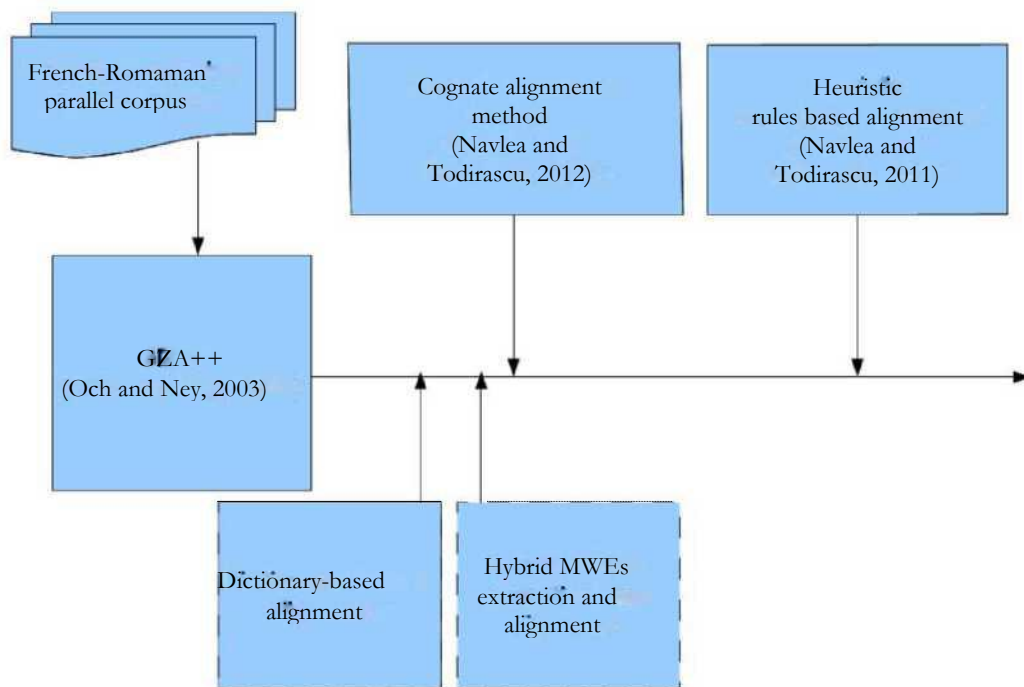 French-Romaman
parallel corpus
Cognate alignment
method
(Navlea and
Todirascu, 2012)
Heuristic
rules based alignment
(Navlea and
Todirascu, 2011)
GZA++
(Och and Ney, 2003)
Dictionary-based
alignment
Hybrid MWEs
extraction and
alignment